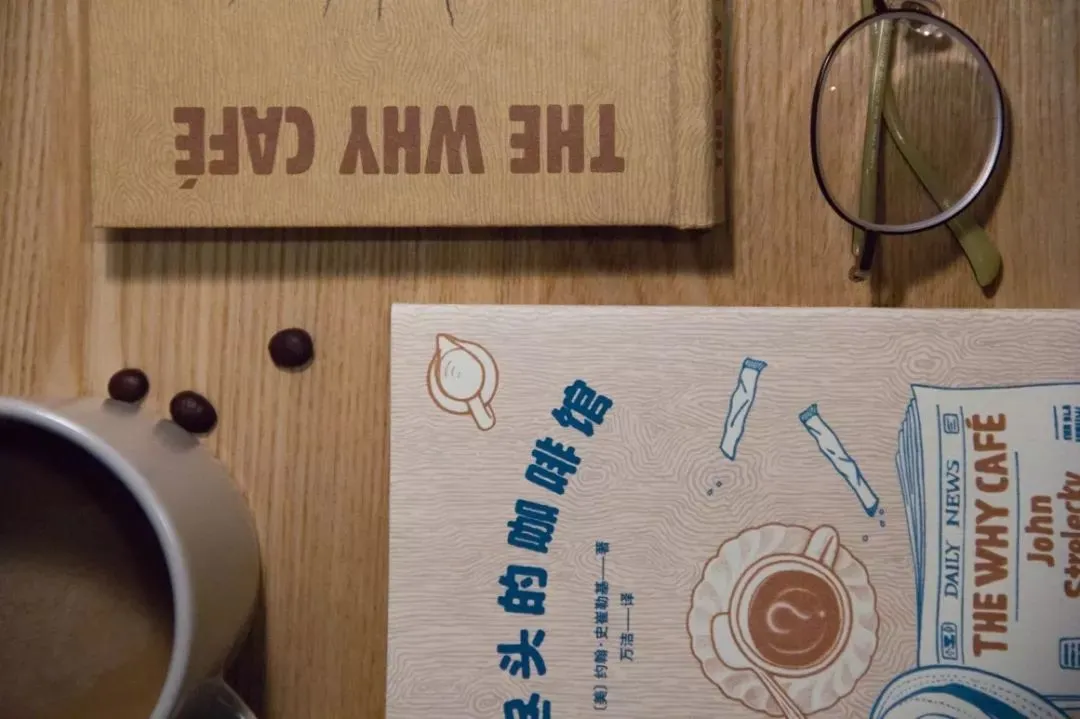 THE WHY CAFÉ
头的咖啡馆
〔美〕约翰·史崔勒基——著
万洁——译
DAILY NEWS
THE WHY CAFÉ
John
Strelecky